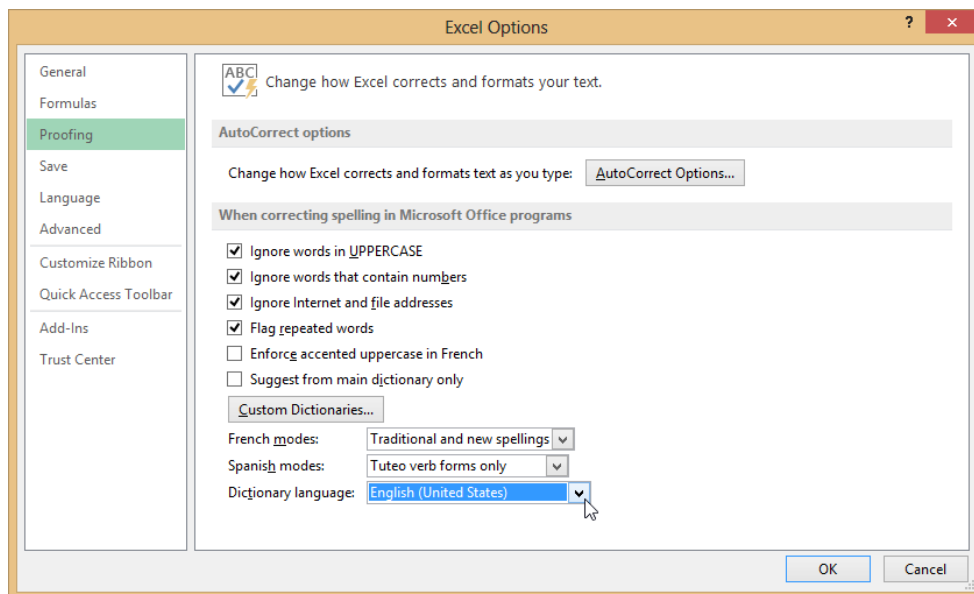 Excel Options
?
General
Formulas
Proofing
Save
Language
Advanced
Customize Ribbon
Quick Access Toolbar
Add-Ins
Trust Center
ABC
Change how Excel corrects and formats your text.
AutoCorrect options
Change how Excel corrects and formats text as you type: AutoCorrect Options...
When correcting spelling in Microsoft Office programs
Ignore words in UPPERCASE
Ignore words that contain numbers
Ignore Internet and file addresses
Flag repeated words
Enforce accented uppercase in French
Suggest from main dictionary only
Custom Dictionaries...
French modes: Traditional and new spellings
Spanish modes: Tuteo verb forms only
Dictionary language: English (United States)
OK Cancel